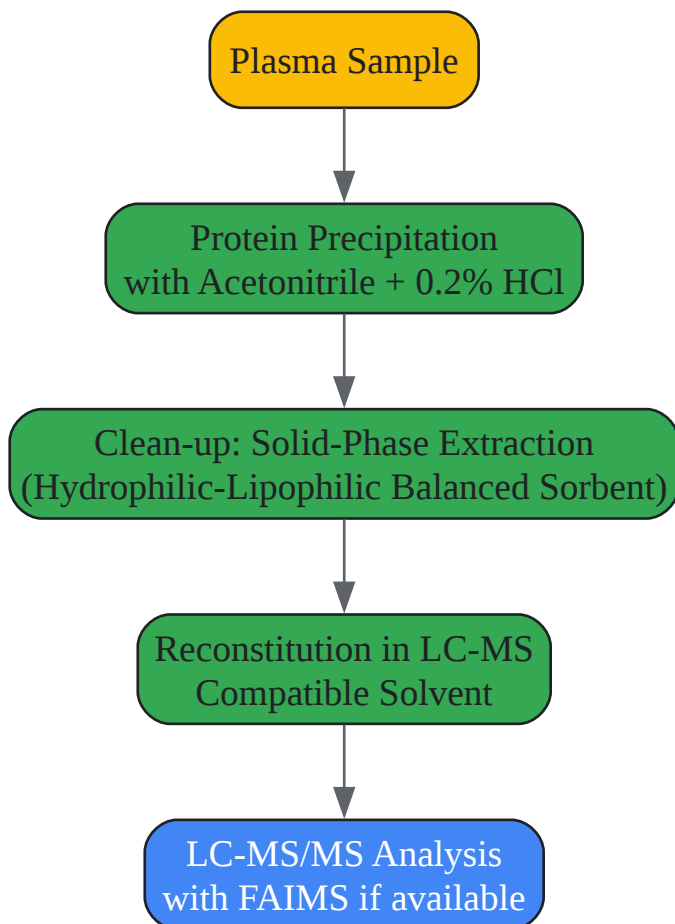 Plasma Sample
Protein Precipitation
with Acetonitrile + 0.2% HCl
Clean-up: Solid-Phase Extraction
(Hydrophilic-Lipophilic Balanced Sorbent)
Reconstitution in LC-MS
Compatible Solvent
LC-MS/MS Analysis
with FAIMS if available